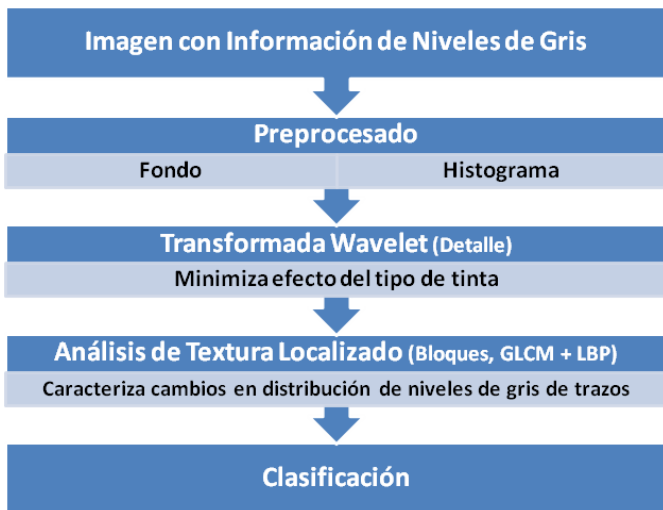 Imagen con Información de Niveles de Gris
Preprocesado
Fondo Histograma
Transformada Wavelet (Detalle)
Minimiza efecto del tipo de tinta
Análisis de Textura Localizado (Bloques, GLCM + LBP)
Caracteriza cambios en distribución de niveles de gris de trazos
Clasificación